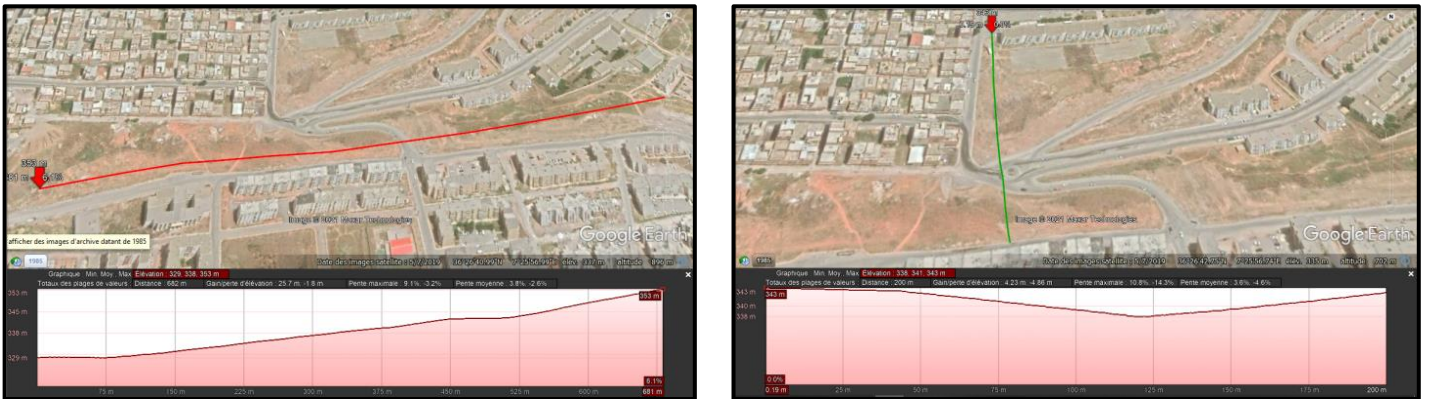 353 m
Image © 2021 Maxar Technologies
Google Earth
afficher des images d'archive datant de 1985
1985
Date des images satellite : 5/7/2019
Graphique Min. Moy., Max Élévation : 329, 338, 353 m
Totaux des plages de valeurs Distance : 682 m Gain/perte d'élévation : 25.7 m, -1.8 m Pente maximale : 9.1%, -3.2% Pente moyenne : 3.8%, -2.6%
353 m
353 m
345 m
338 m
329 m
6.1%
75 m 150 m 225 m 300 m 375 m 450 m 525 m 600 m 681 m
Image © 2021 Maxar Technologies
Google Earth
1985
Date des images satellite : 5/7/2019
Graphique Min. Moy., Max Élévation : 338, 341, 343 m
Totaux des plages de valeurs Distance : 200 m Gain/perte d'élévation : 4.23 m, -4.86 m Pente maximale : 10.8%, -14.3% Pente moyenne : 3.6%, -4.6%
343 m
343 m
340 m
338 m
0.0%
0.19 m 25 m 50 m 75 m 100 m 125 m 150 m 175 m 200 m